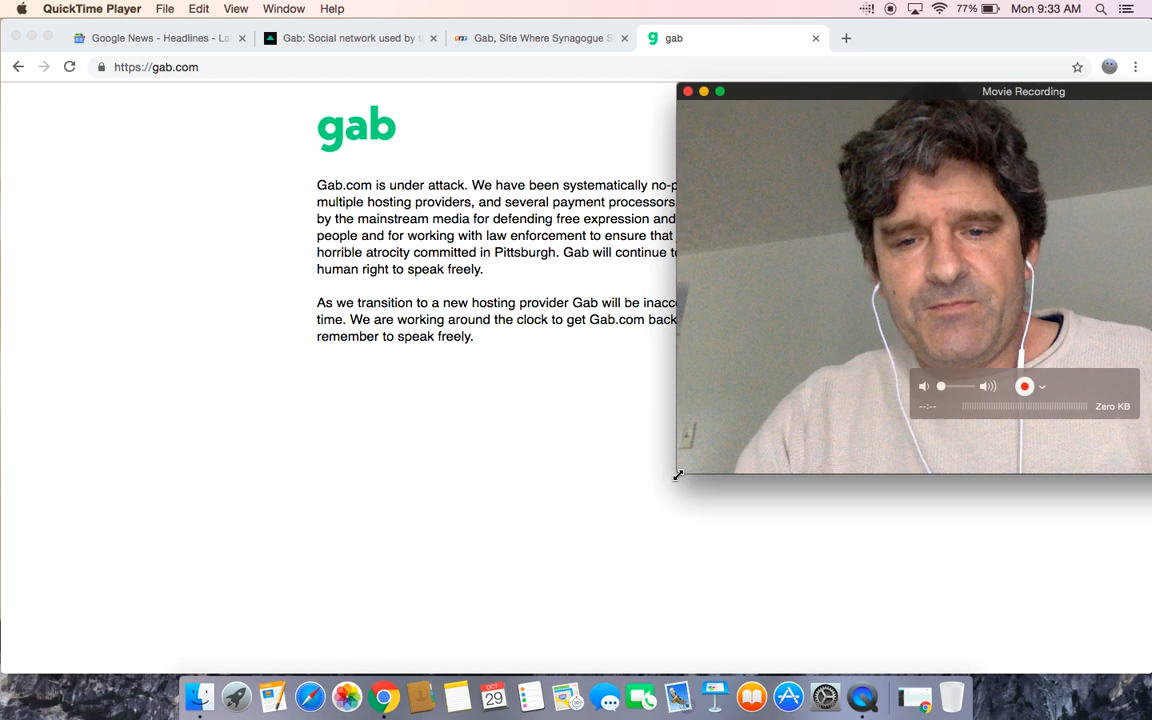 QuickTime Player File Edit View Window Help 77% Mon 9:33 AM
Google News - Headlines - La
Gab: Social network used by t
Gab, Site Where Synagogue S
gab
https://gab.com
Movie Recording
gab
Gab.com is under attack. We have been systematically no-p
multiple hosting providers, and several payment processors
by the mainstream media for defending free expression and
people and for working with law enforcement to ensure that
horrible atrocity committed in Pittsburgh. Gab will continue to
human right to speak freely.
As we transition to a new hosting provider Gab will be inacce
time. We are working around the clock to get Gab.com back
remember to speak freely.
--:-- Zero KB
OCT
29